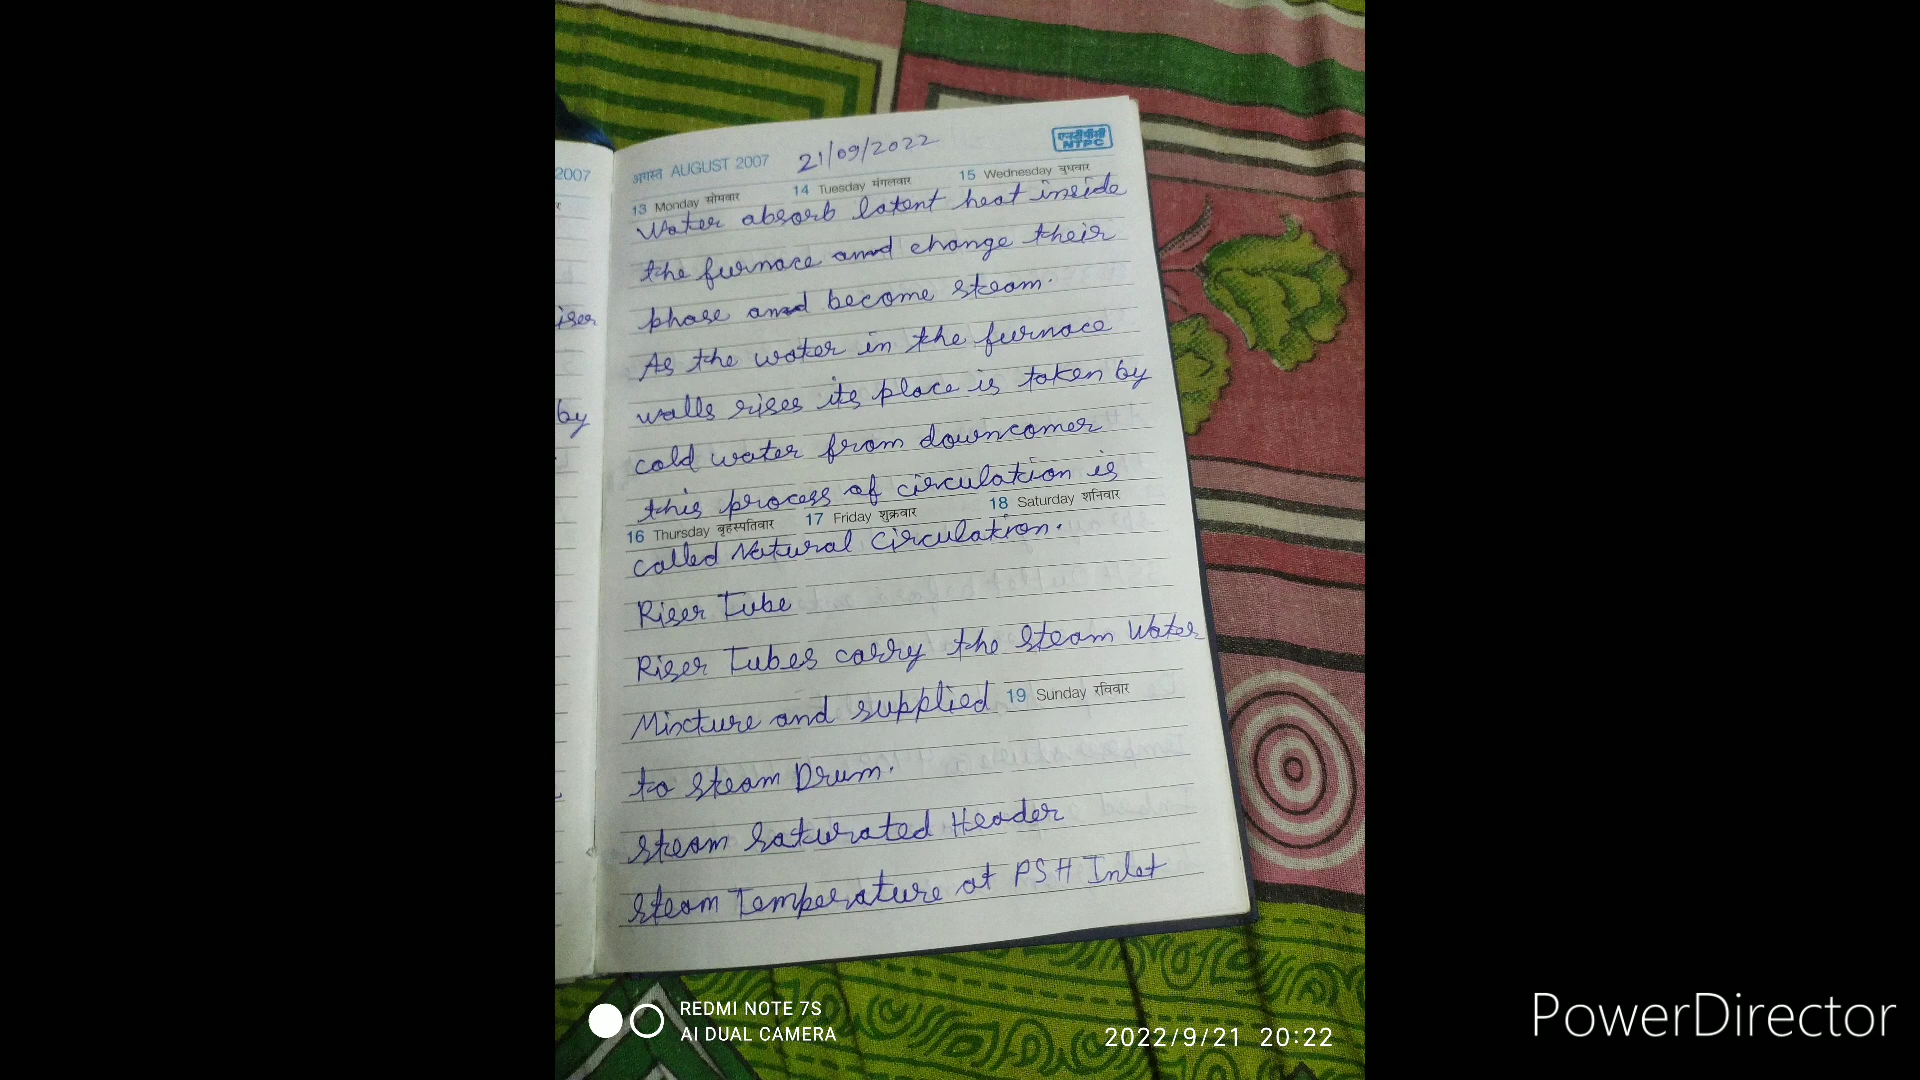 2007
iser
by
अगस्त AUGUST 2007 21/09/2022
एनटीपीसी
NTPC
13 Monday सोमवार 14 Tuesday मंगलवार 15 Wednesday बुधवार
Water absorb latent heat inside
the furnace and change their
phase and become steam.
As the water in the furnace
walls rises its place is taken by
cold water from downcomer
this process of circulation is
16 Thursday बृहस्पतिवार 17 Friday शुक्रवार 18 Saturday शनिवार
called Natural Circulation.
Riser Tube
Riser Tubes carry the Steam Water
Mixture and supplied 19 Sunday रविवार
to Steam Drum.
Steam Saturated Header
Steam Temperature at PSH Inlet
REDMI NOTE 7S
AI DUAL CAMERA
2022/9/21 20:22
PowerDirector